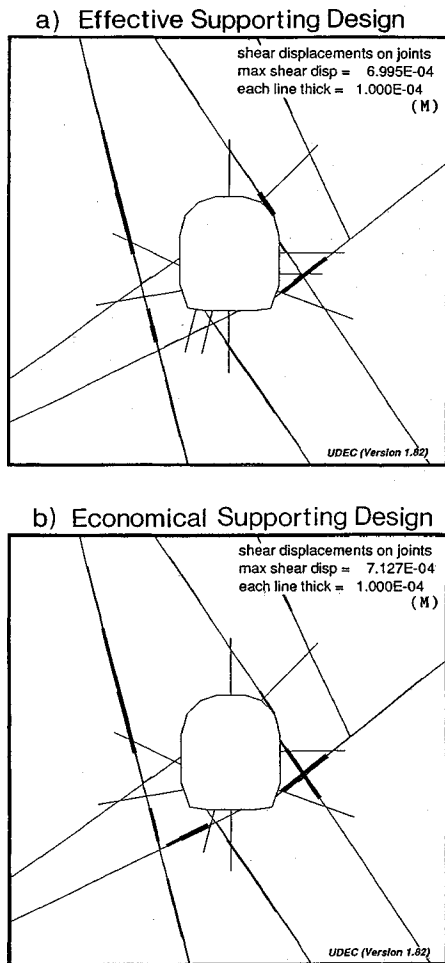 a) Effective Supporting Design
shear displacements on joints
max shear disp = 6.995E-04
each line thick = 1.000E-04
(M)
UDEC (Version 1.82)
b) Economical Supporting Design
shear displacements on joints
max shear disp = 7.127E-04
each line thick = 1.000E-04
(M)
UDEC (Version 1.82)